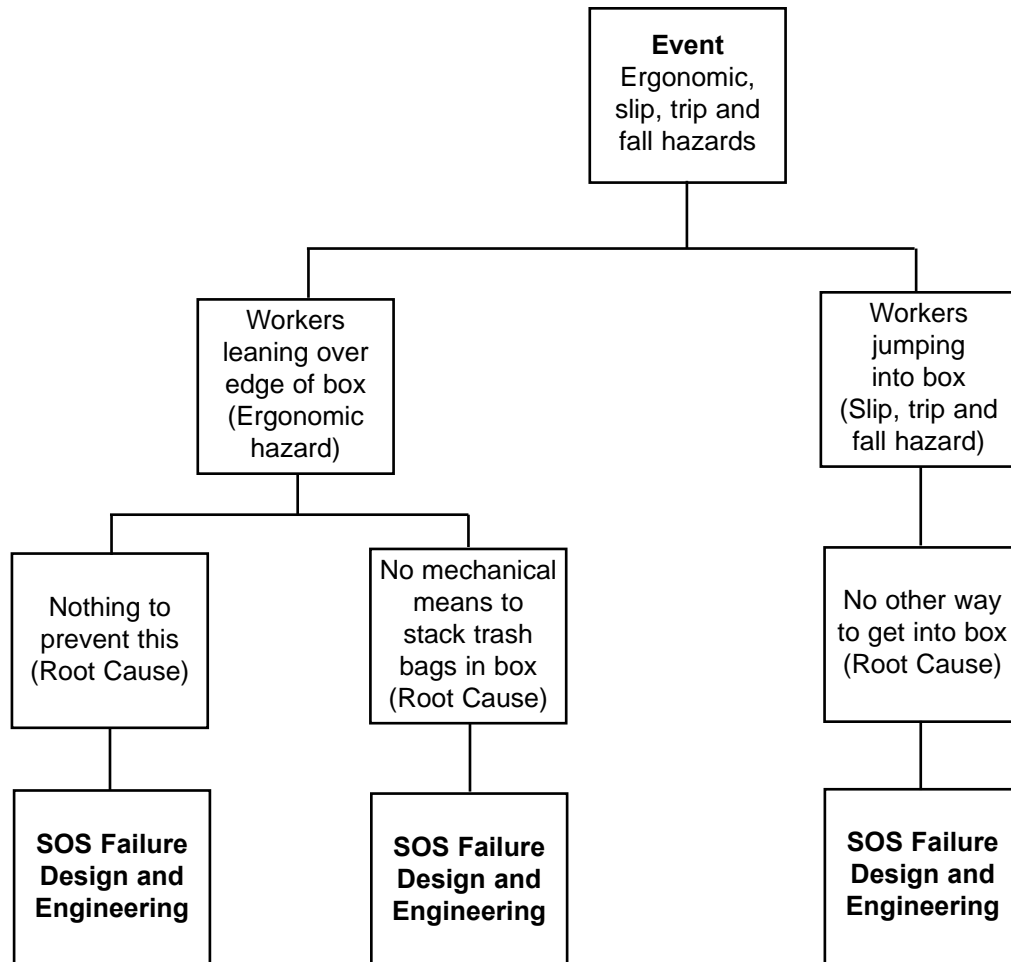 Event
Ergonomic,
slip, trip and
fall hazards
Workers
leaning over
edge of box
(Ergonomic
hazard)
Workers
jumping
into box
(Slip, trip and
fall hazard)
Nothing to
prevent this
(Root Cause)
No mechanical
means to
stack trash
bags in box
(Root Cause)
No other way
to get into box
(Root Cause)
SOS Failure
Design and
Engineering
SOS Failure
Design and
Engineering
SOS Failure
Design and
Engineering